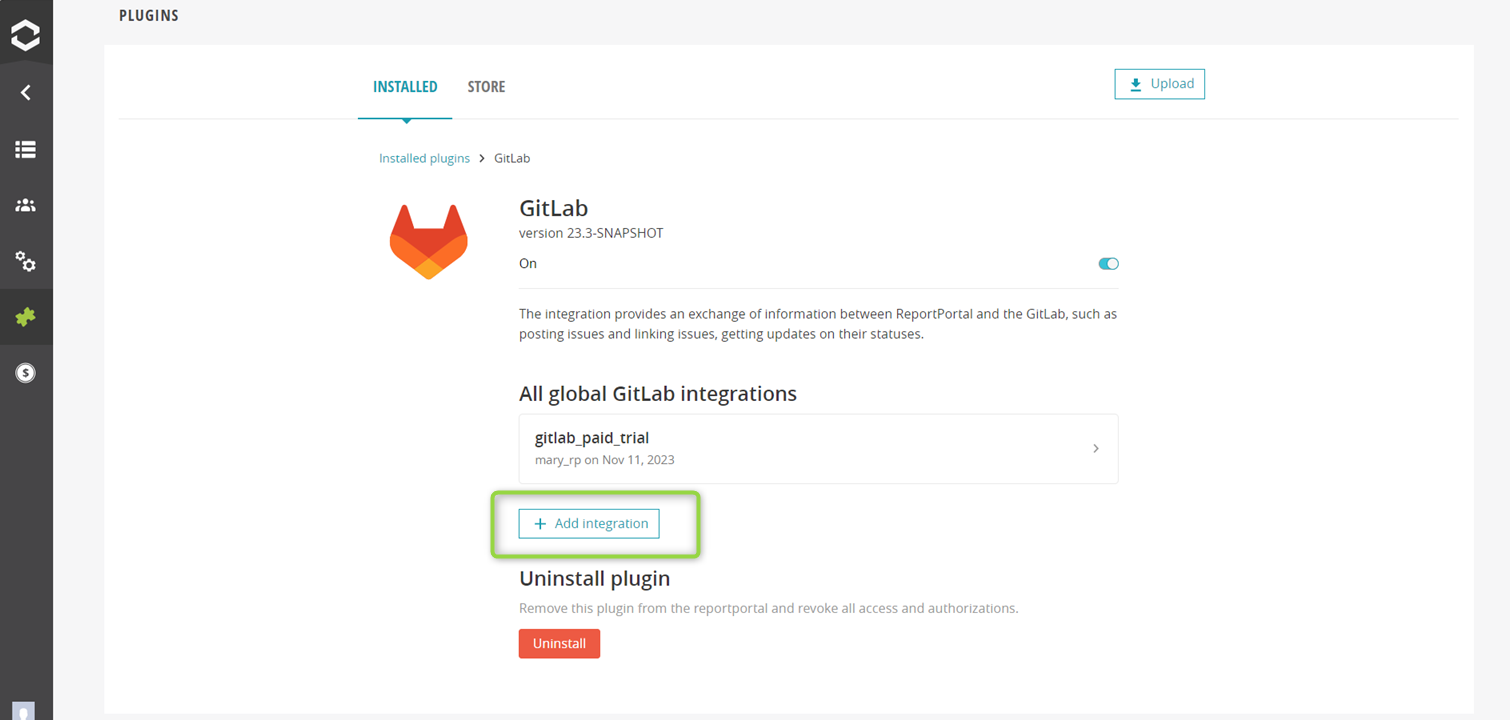 PLUGINS
INSTALLED
STORE
Upload
Installed plugins > GitLab
GitLab
version 23.3-SNAPSHOT
On
The integration provides an exchange of information between ReportPortal and the GitLab, such as
posting issues and linking issues, getting updates on their statuses.
All global GitLab integrations
gitlab_paid_trial
mary_rp on Nov 11, 2023
+ Add integration
Uninstall plugin
Remove this plugin from the reportportal and revoke all access and authorizations.
Uninstall